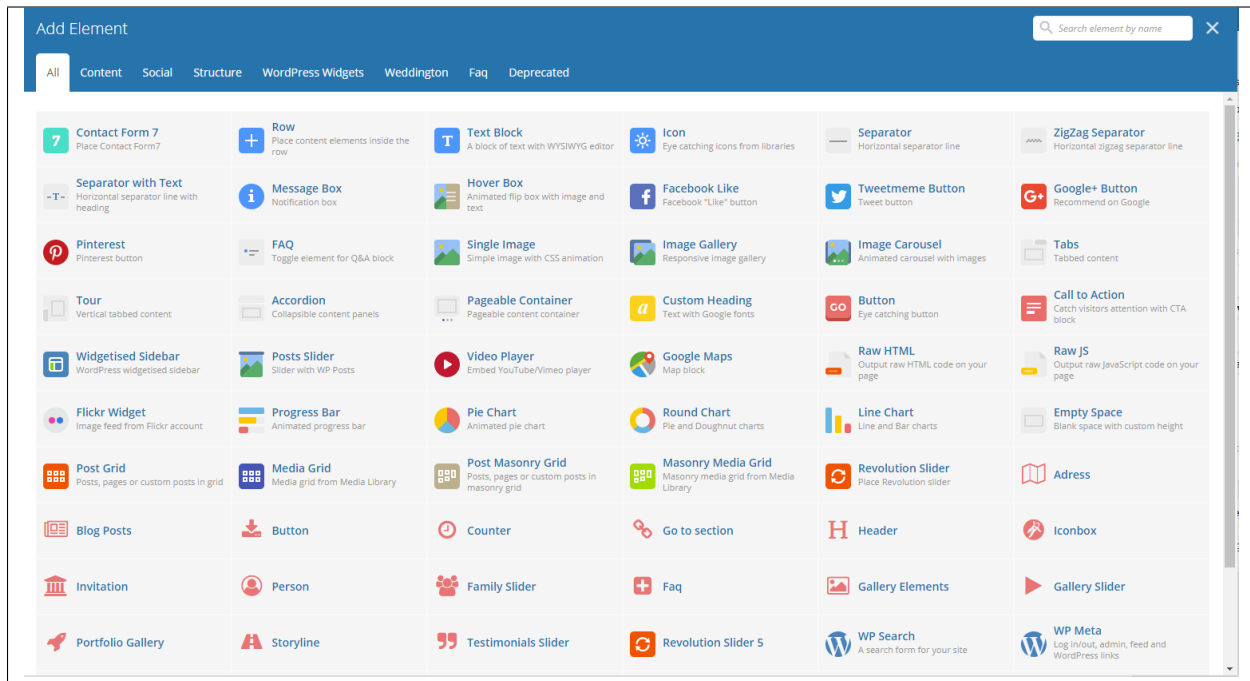 Add Element
Search element by name
All Content Social Structure WordPress Widgets Weddington Faq Deprecated
7 Contact Form 7
Place Contact Form7
Row
Place content elements inside the
row
T Text Block
A block of text with WYSIWYG editor
Icon
Eye catching icons from libraries
Separator
Horizontal separator line
ZigZag Separator
Horizontal zigzag separator line
-T- Separator with Text
Horizontal separator line with
heading
i Message Box
Notification box
Hover Box
Animated flip box with image and
text
f Facebook Like
Facebook "Like" button
Tweetmeme Button
Tweet button
G+ Google+ Button
Recommend on Google
Pinterest
Pinterest button
FAQ
Toggle element for Q&A block
Single Image
Simple image with CSS animation
Image Gallery
Responsive image gallery
Image Carousel
Animated carousel with images
Tabs
Tabbed content
Tour
Vertical tabbed content
Accordion
Collapsible content panels
Pageable Container
Pageable content container
a Custom Heading
Text with Google fonts
GO Button
Eye catching button
Call to Action
Catch visitors attention with CTA
block
Widgetised Sidebar
WordPress widgetised sidebar
Posts Slider
Slider with WP Posts
Video Player
Embed YouTube/Vimeo player
Google Maps
Map block
Raw HTML
Output raw HTML code on your
page
Raw JS
Output raw JavaScript code on your
page
Flickr Widget
Image feed from Flickr account
Progress Bar
Animated progress bar
Pie Chart
Animated pie chart
Round Chart
Pie and Doughnut charts
Line Chart
Line and Bar charts
Empty Space
Blank space with custom height
Post Grid
Posts, pages or custom posts in grid
Media Grid
Media grid from Media Library
Post Masonry Grid
Posts, pages or custom posts in
masonry grid
Masonry Media Grid
Masonry media grid from Media
Library
Revolution Slider
Place Revolution slider
Adress
Blog Posts
Button
Counter
Go to section
H Header
Iconbox
Invitation
Person
Family Slider
Faq
Gallery Elements
Gallery Slider
Portfolio Gallery
Storyline
Testimonials Slider
Revolution Slider 5
WP Search
A search form for your site
WP Meta
Log in/out, admin, feed and
WordPress links